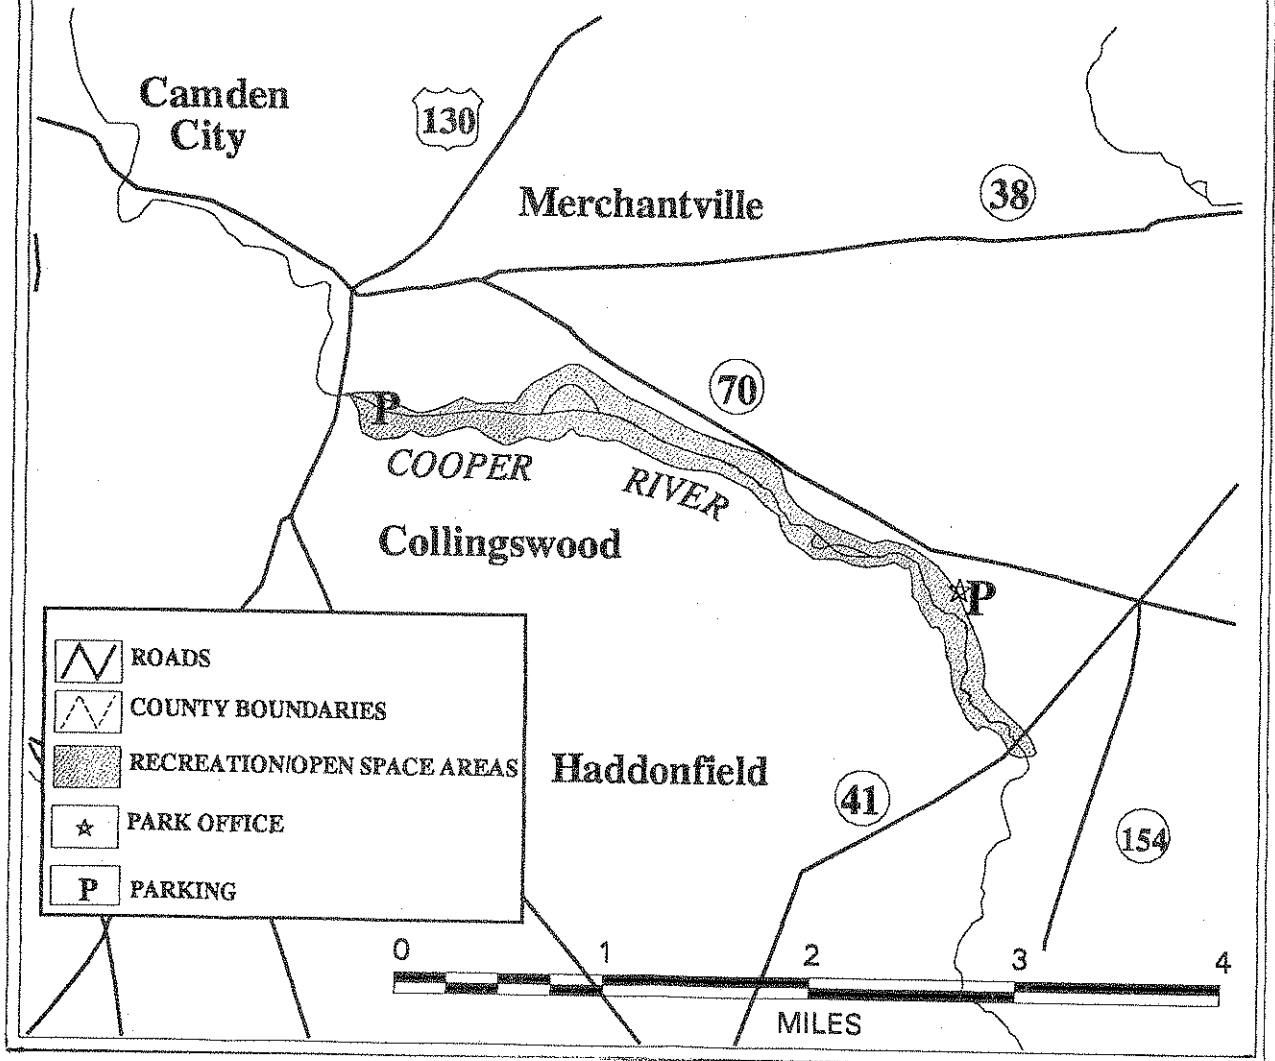 Camden
City
130
Merchantville
38
70
P
COOPER
RIVER
Collingswood
P
ROADS
COUNTY BOUNDARIES
RECREATION/OPEN SPACE AREAS
PARK OFFICE
P PARKING
Haddonfield
41
154
0 1 2 3 4
MILES